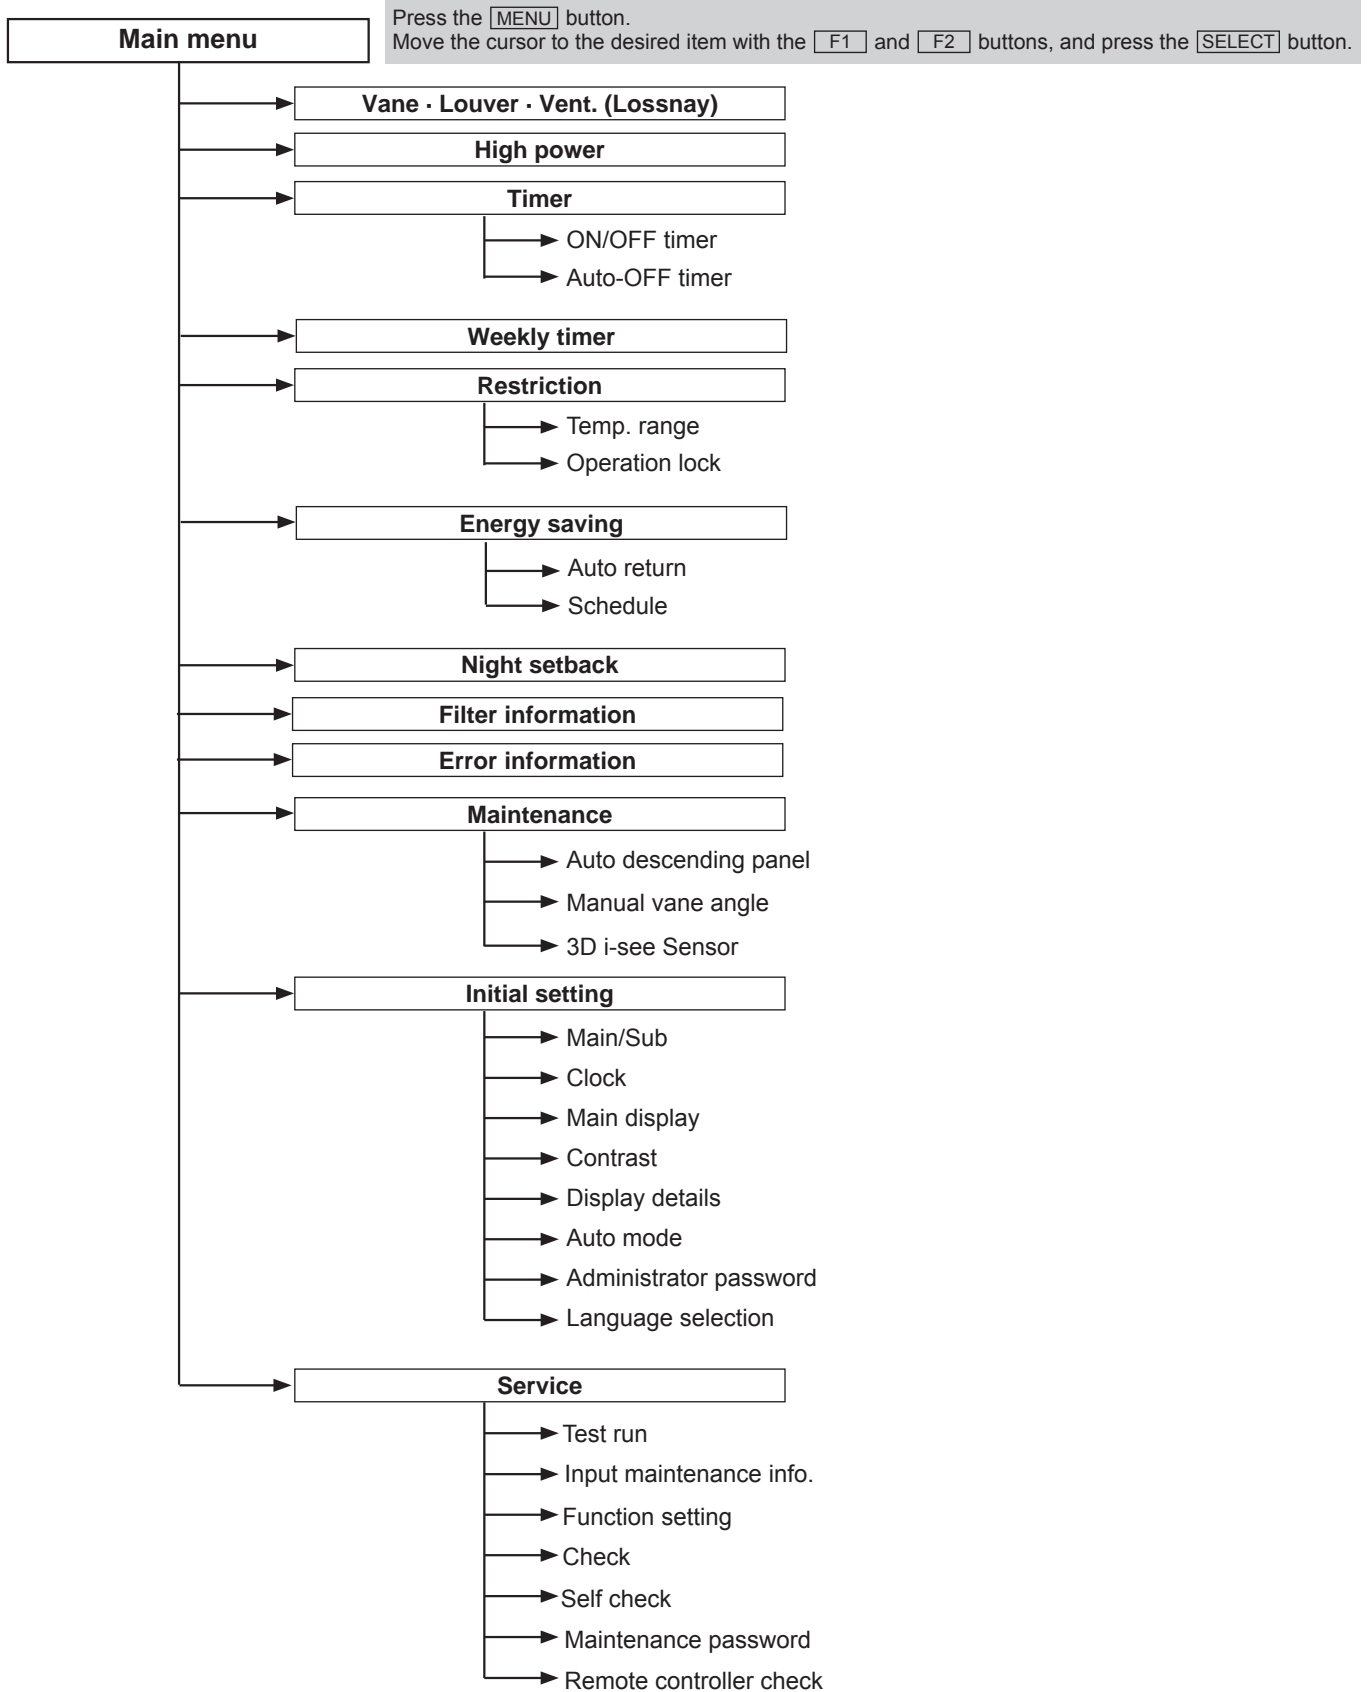 Main menu
Press the MENU button.
Move the cursor to the desired item with the F1 and F2 buttons, and press the SELECT button.
Vane · Louver · Vent. (Lossnay)
High power
Timer
ON/OFF timer
Auto-OFF timer
Weekly timer
Restriction
Temp. range
Operation lock
Energy saving
Auto return
Schedule
Night setback
Filter information
Error information
Maintenance
Auto descending panel
Manual vane angle
3D i-see Sensor
Initial setting
Main/Sub
Clock
Main display
Contrast
Display details
Auto mode
Administrator password
Language selection
Service
Test run
Input maintenance info.
Function setting
Check
Self check
Maintenance password
Remote controller check